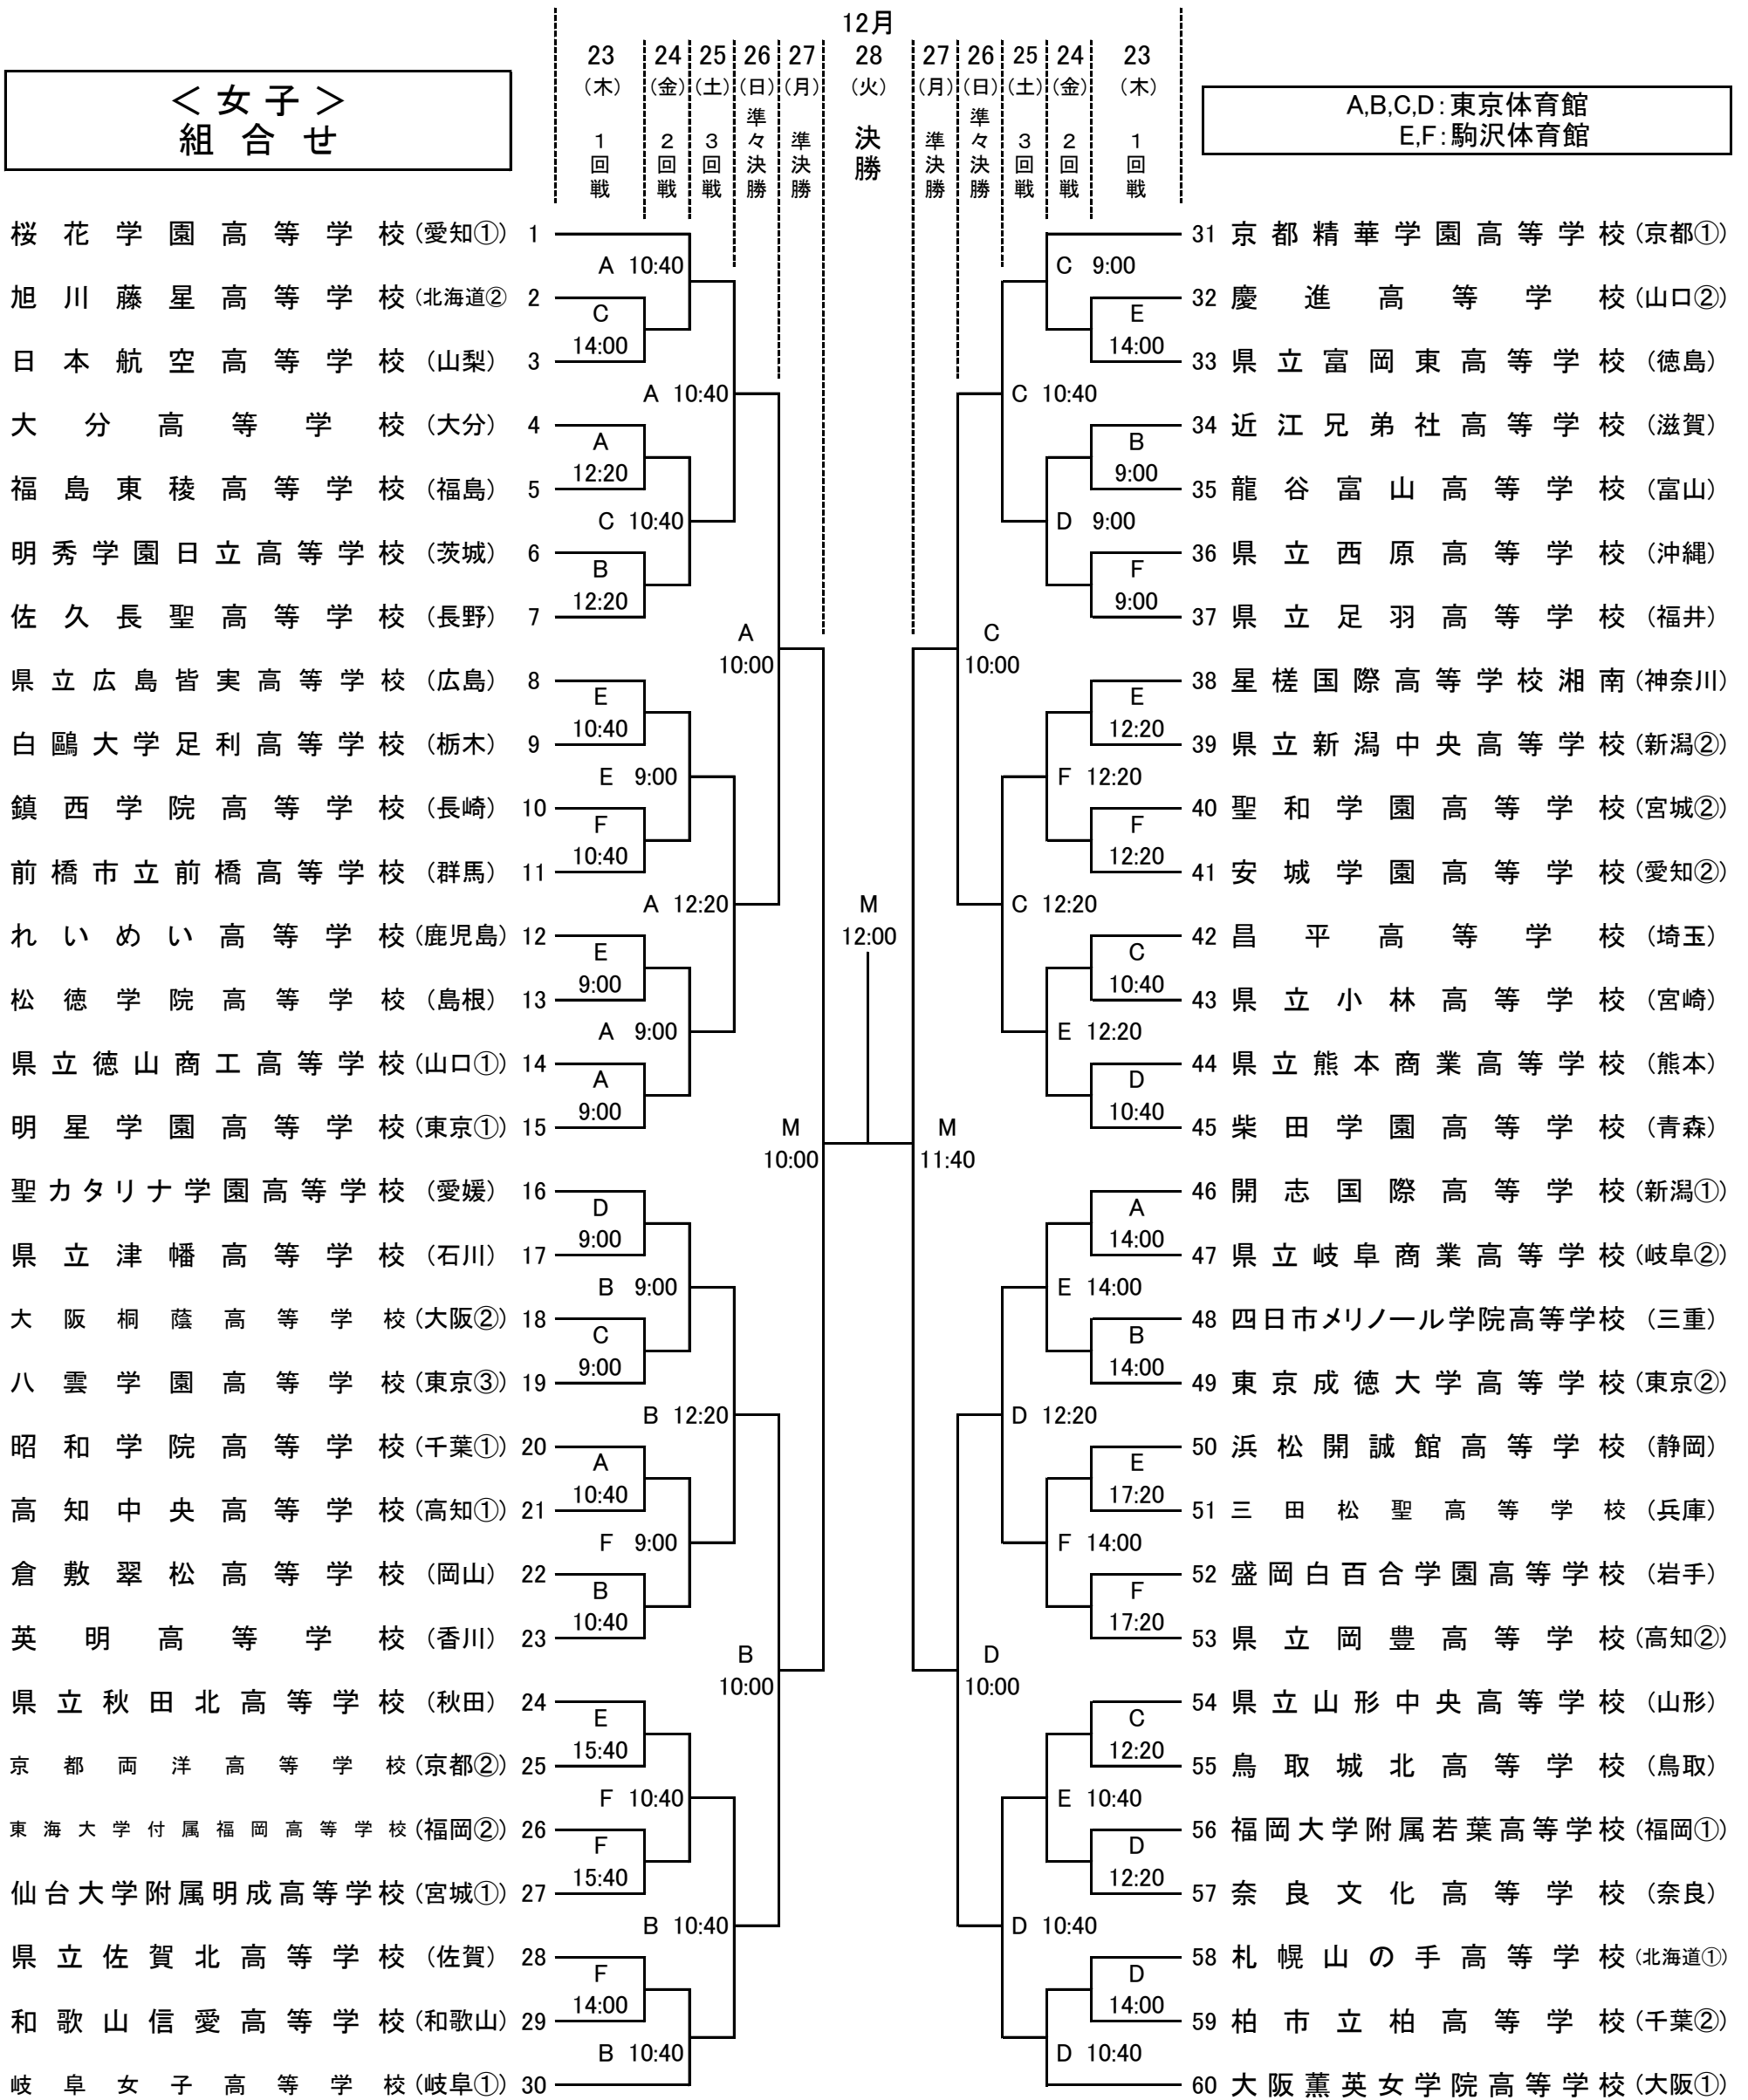 12月
23 24 25 26 27 28 27 26 25 24 23
（木） （金） （土） （日） （月） （火） （月） （日） （土） （金） （木）
1回戦 2回戦 3回戦 準々決勝 準決勝 決勝 準決勝 準々決勝 3回戦 2回戦 1回戦
＜女子＞
組合せ
A,B,C,D：東京体育館
E,F：駒沢体育館
桜花学園高等学校（愛知①） 1
A 10:40
旭川藤星高等学校（北海道② 2
C
14:00
日本航空高等学校（山梨） 3
A 10:40
大分高等学校（大分） 4
A
12:20
福島東稜高等学校（福島） 5
C 10:40
明秀学園日立高等学校（茨城） 6
B
12:20
佐久長聖高等学校（長野） 7
A
10:00
県立広島皆実高等学校（広島） 8
E
10:40
白鷗大学足利高等学校（栃木） 9
E 9:00
鎮西学院高等学校（長崎） 10
F
10:40
前橋市立前橋高等学校（群馬） 11
A 12:20
れいめい高等学校（鹿児島） 12
E
9:00
松徳学院高等学校（島根） 13
A 9:00
県立徳山商工高等学校（山口①） 14
A
9:00
明星学園高等学校（東京①） 15
M
10:00
聖カタリナ学園高等学校（愛媛） 16
D
9:00
県立津幡高等学校（石川） 17
B 9:00
大阪桐蔭高等学校（大阪②） 18
C
9:00
八雲学園高等学校（東京③） 19
B 12:20
昭和学院高等学校（千葉①） 20
A
10:40
高知中央高等学校（高知①） 21
F 9:00
倉敷翠松高等学校（岡山） 22
B
10:40
英明高等学校（香川） 23
B
10:00
県立秋田北高等学校（秋田） 24
E
15:40
京都両洋高等学校（京都②） 25
F 10:40
東海大学付属福岡高等学校（福岡②） 26
F
15:40
仙台大学附属明成高等学校（宮城①） 27
B 10:40
県立佐賀北高等学校（佐賀） 28
F
14:00
和歌山信愛高等学校（和歌山） 29
B 10:40
岐阜女子高等学校（岐阜①） 30
M
12:00
31 京都精華学園高等学校（京都①）
C 9:00
32 慶進高等学校（山口②）
E
14:00
33 県立富岡東高等学校（徳島）
C 10:40
34 近江兄弟社高等学校（滋賀）
B
9:00
35 龍谷富山高等学校（富山）
D 9:00
36 県立西原高等学校（沖縄）
F
9:00
37 県立足羽高等学校（福井）
C
10:00
38 星槎国際高等学校湘南（神奈川）
E
12:20
39 県立新潟中央高等学校（新潟②）
F 12:20
40 聖和学園高等学校（宮城②）
F
12:20
41 安城学園高等学校（愛知②）
C 12:20
42 昌平高等学校（埼玉）
C
10:40
43 県立小林高等学校（宮崎）
E 12:20
44 県立熊本商業高等学校（熊本）
D
10:40
45 柴田学園高等学校（青森）
M
11:40
46 開志国際高等学校（新潟①）
A
14:00
47 県立岐阜商業高等学校（岐阜②）
E 14:00
48 四日市メリノール学院高等学校（三重）
B
14:00
49 東京成徳大学高等学校（東京②）
D 12:20
50 浜松開誠館高等学校（静岡）
E
17:20
51 三田松聖高等学校（兵庫）
F 14:00
52 盛岡白百合学園高等学校（岩手）
F
17:20
53 県立岡豊高等学校（高知②）
D
10:00
54 県立山形中央高等学校（山形）
C
12:20
55 鳥取城北高等学校（鳥取）
E 10:40
56 福岡大学附属若葉高等学校（福岡①）
D
12:20
57 奈良文化高等学校（奈良）
D 10:40
58 札幌山の手高等学校（北海道①）
D
14:00
59 柏市立柏高等学校（千葉②）
D 10:40
60 大阪薫英女学院高等学校（大阪①）